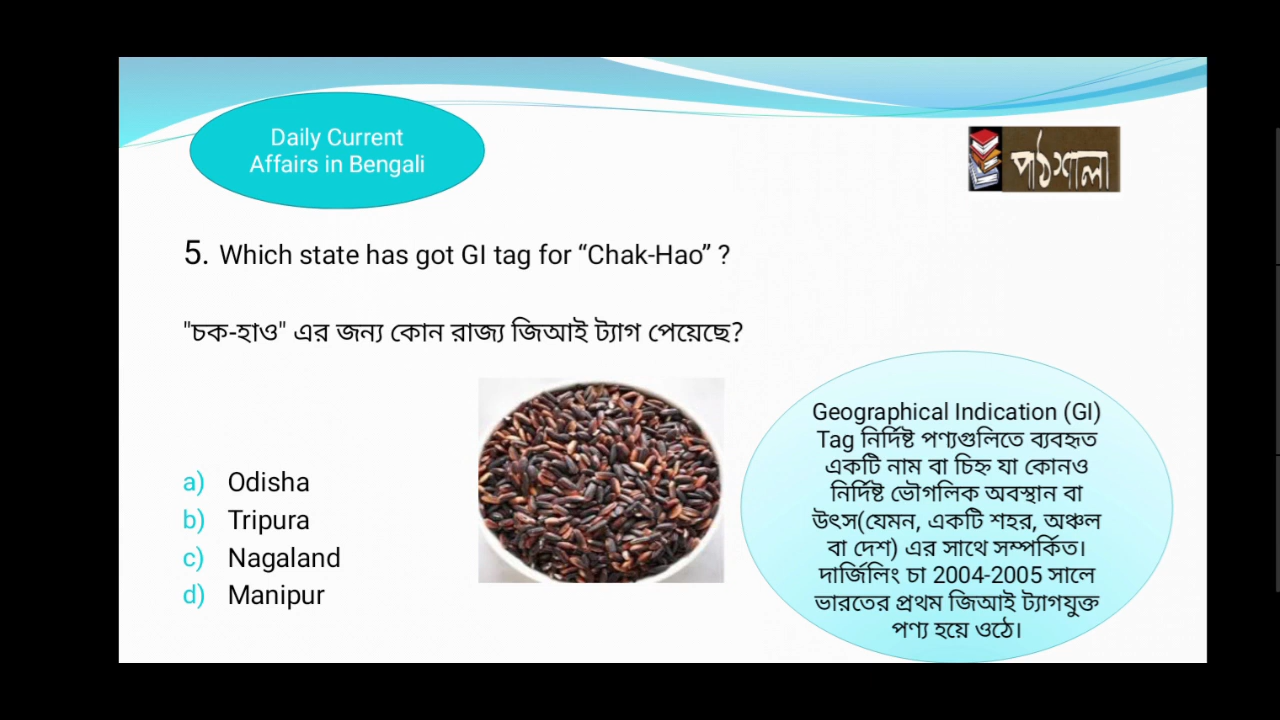 Daily Current
Affairs in Bengali
পাঠশালা
5. Which state has got GI tag for “Chak-Hao” ?
"চক-হাও" এর জন্য কোন রাজ্য জিআই ট্যাগ পেয়েছে?
a) Odisha
b) Tripura
c) Nagaland
d) Manipur
Geographical Indication (GI)
Tag নির্দিষ্ট পণ্যগুলিতে ব্যবহৃত
একটি নাম বা চিহ্ন যা কোনও
নির্দিষ্ট ভৌগলিক অবস্থান বা
উৎস(যেমন, একটি শহর, অঞ্চল
বা দেশ) এর সাথে সম্পর্কিত।
দার্জিলিং চা 2004-2005 সালে
ভারতের প্রথম জিআই ট্যাগযুক্ত
পণ্য হয়ে ওঠে।